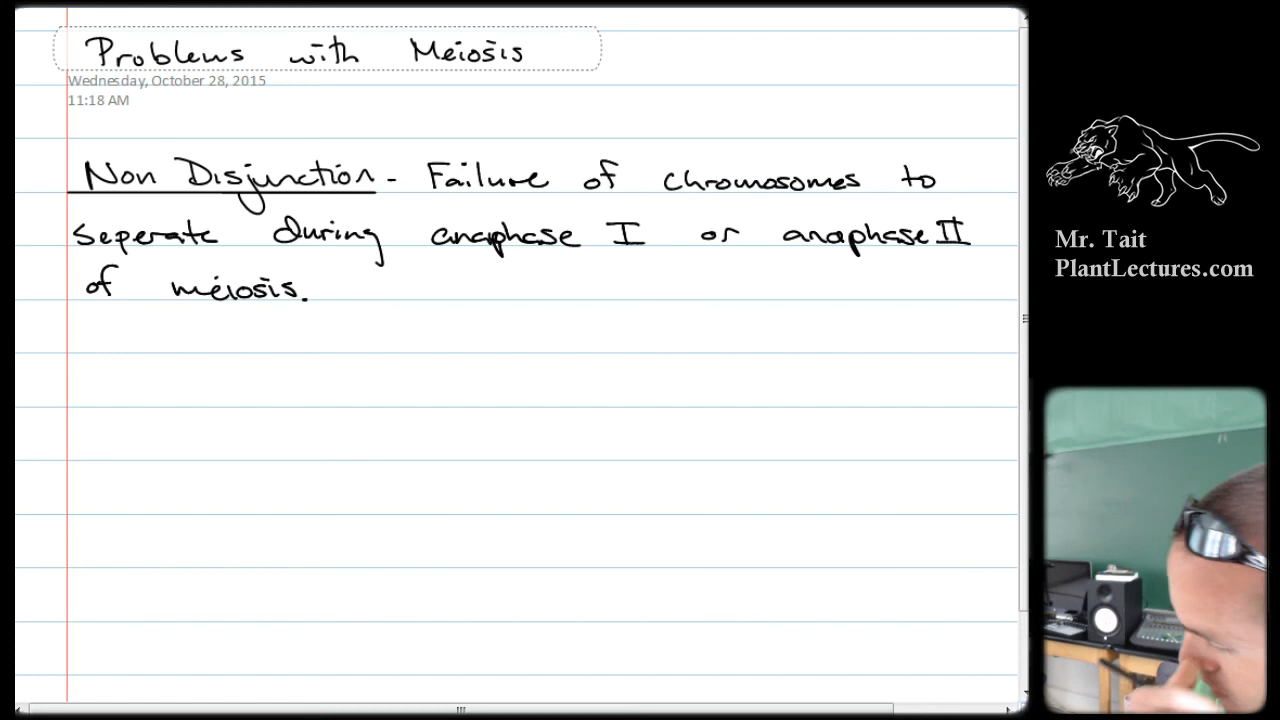 Problems with Meiosis
Wednesday, October 28, 2015
11:18 AM
Non Disjunction - Failure of chromosomes to
seperate during anaphase I or anaphase II
of meiosis.
Mr. Tait
PlantLectures.com